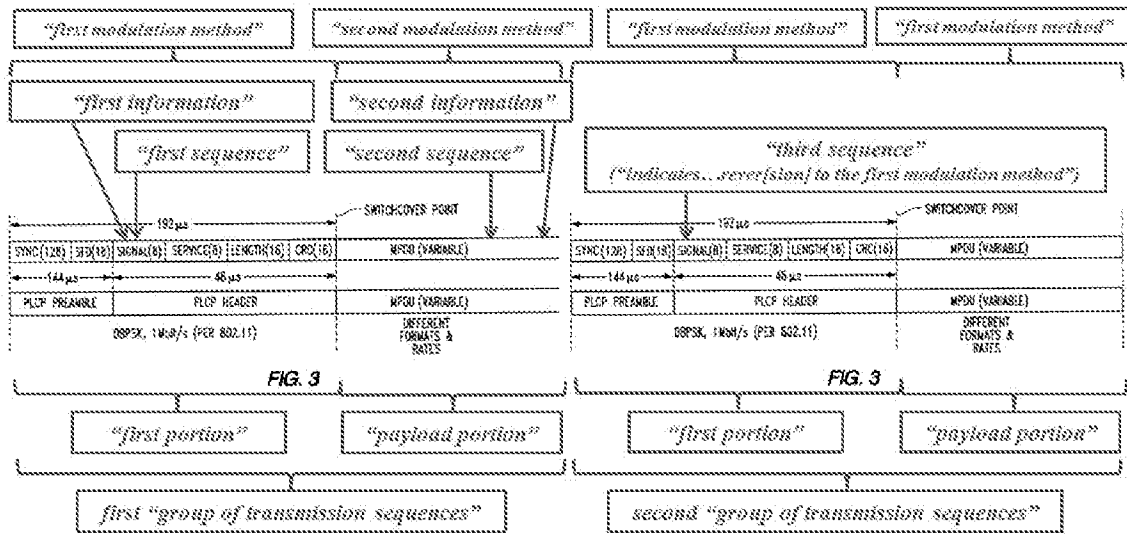 "first modulation method" "second modulation method" "first modulation method" "first modulation method"
"first information" "second information"
"first sequence" "second sequence" "third sequence"
("indicates…rever[sion] to the first modulation method")
SWITCHCOVER POINT SWITCHCOVER POINT
192 µs 192 µs
SYNC(128) SFD(16) SIGNAL(8) SERVICE(8) LENGTH(16) CRC(16) MPDU (VARIABLE) SYNC(128) SFD(16) SIGNAL(8) SERVICE(8) LENGTH(16) CRC(16) MPDU (VARIABLE)
144 µs 48 µs 144 µs 48 µs
PLCP PREAMBLE PLCP HEADER MPDU (VARIABLE) PLCP PREAMBLE PLCP HEADER MPDU (VARIABLE)
DBPSK, 1Mbit/s (PER 802.11) DIFFERENT DBPSK, 1Mbit/s (PER 802.11) DIFFERENT
FORMATS & FORMATS &
RATES RATES
FIG. 3 FIG. 3
"first portion" "payload portion" "first portion" "payload portion"
first "group of transmission sequences" second "group of transmission sequences"